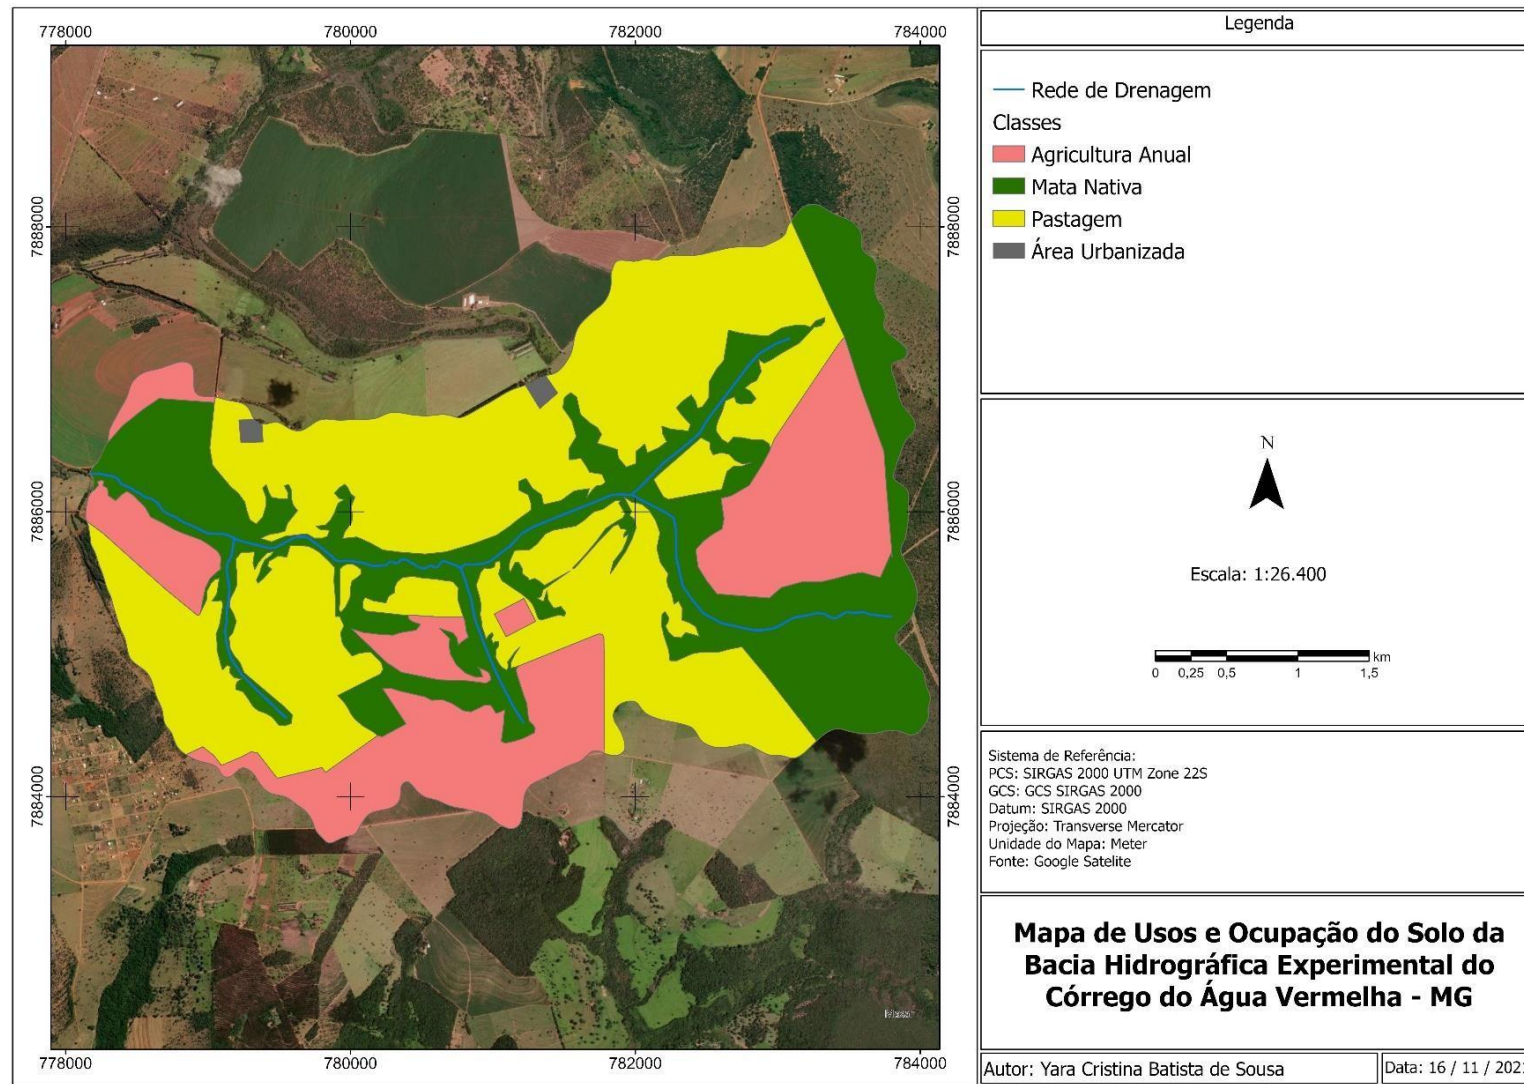 778000
780000
782000
784000
7888000
7888000
7886000
7886000
7884000
7884000
778000
780000
782000
784000
Legenda
Rede de Drenagem
Classes
Agricultura Anual
Mata Nativa
Pastagem
Área Urbanizada
N
Escala: 1:26.400
km
0 0,25 0,5 1 1,5
Sistema de Referência:
PCS: SIRGAS 2000 UTM Zone 22S
GCS: GCS SIRGAS 2000
Datum: SIRGAS 2000
Projeção: Transverse Mercator
Unidade do Mapa: Meter
Fonte: Google Satelite
Mapa de Usos e Ocupação do Solo da
Bacia Hidrográfica Experimental do
Córrego do Água Vermelha - MG
Autor: Yara Cristina Batista de Sousa
Data: 16 / 11 / 202